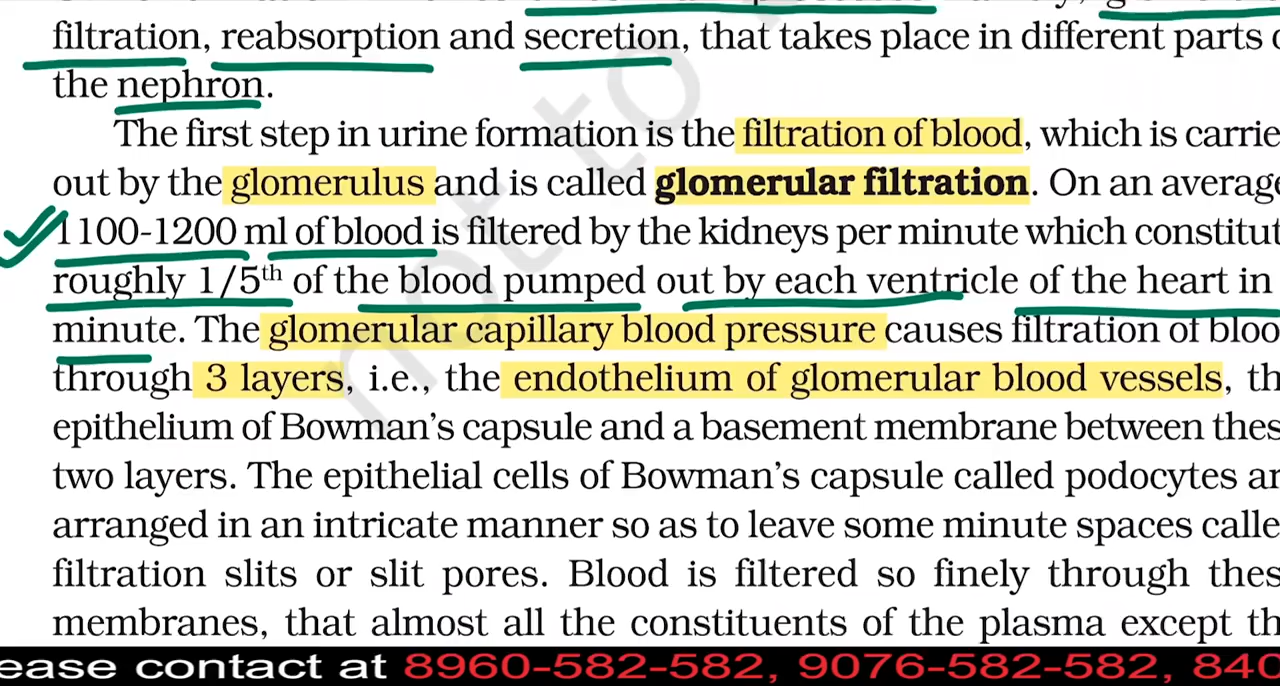 filtration, reabsorption and secretion, that takes place in different parts
the nephron.
The first step in urine formation is the filtration of blood, which is carrie
out by the glomerulus and is called glomerular filtration. On an average
1100-1200 ml of blood is filtered by the kidneys per minute which constitut
roughly 1/5th of the blood pumped out by each ventricle of the heart in
minute. The glomerular capillary blood pressure causes filtration of bloo
through 3 layers, i.e., the endothelium of glomerular blood vessels, th
epithelium of Bowman's capsule and a basement membrane between thes
two layers. The epithelial cells of Bowman's capsule called podocytes ar
arranged in an intricate manner so as to leave some minute spaces calle
filtration slits or slit pores. Blood is filtered so finely through thes
membranes, that almost all the constituents of the plasma except th
not to
ease contact at 8960-582-582, 9076-582-582, 840